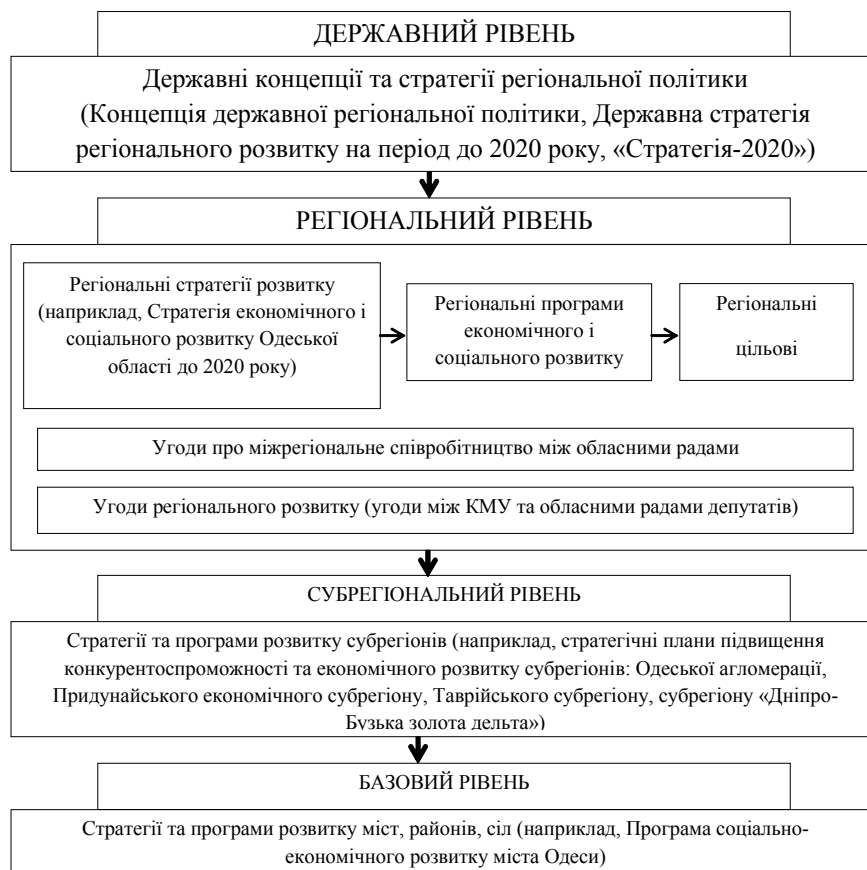 ДЕРЖАВНИЙ РІВЕНЬ
Державні концепції та стратегії регіональної політики
(Концепція державної регіональної політики, Державна стратегія
регіонального розвитку на період до 2020 року, «Стратегія-2020»)
РЕГІОНАЛЬНИЙ РІВЕНЬ
Регіональні стратегії розвитку
(наприклад, Стратегія економічного і
соціального розвитку Одеської
області до 2020 року)
Регіональні програми
економічного і
соціального розвитку
Регіональні
цільові
Угоди про міжрегіональне співробітництво між обласними радами
Угоди регіонального розвитку (угоди між КМУ та обласними радами депутатів)
СУБРЕГІОНАЛЬНИЙ РІВЕНЬ
Стратегії та програми розвитку субрегіонів (наприклад, стратегічні плани підвищення
конкурентоспроможності та економічного розвитку субрегіонів: Одеської агломерації,
Придунайського економічного субрегіону, Таврійського субрегіону, субрегіону «Дніпро-
Бузька золота дельта»)
БАЗОВИЙ РІВЕНЬ
Стратегії та програми розвитку міст, районів, сіл (наприклад, Програма соціально-
економічного розвитку міста Одеси)